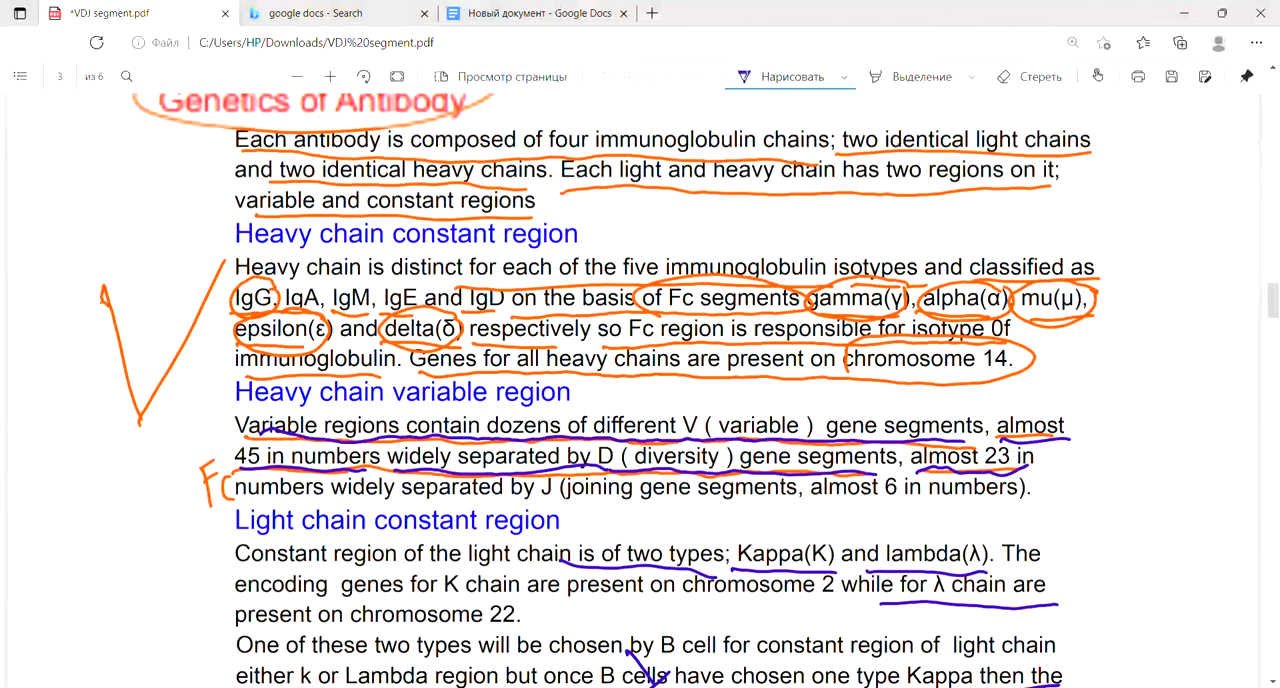 *VDJ segment.pdf
google docs - Search
Новый документ - Google Docs
Файл
C:/Users/HP/Downloads/VDJ%20segment.pdf
3 из 6
Просмотр страницы
Нарисовать
Выделение
Стереть
Genetics of Antibody
Each antibody is composed of four immunoglobulin chains; two identical light chains
and two identical heavy chains. Each light and heavy chain has two regions on it;
variable and constant regions
Heavy chain constant region
Heavy chain is distinct for each of the five immunoglobulin isotypes and classified as
IgG, IgA, IgM, IgE and IgD on the basis of Fc segments gamma(γ), alpha(α) mu(μ),
epsilon(ε) and delta(δ) respectively so Fc region is responsible for isotype 0f
immunoglobulin. Genes for all heavy chains are present on chromosome 14.
Heavy chain variable region
Variable regions contain dozens of different V ( variable ) gene segments, almost
45 in numbers widely separated by D ( diversity ) gene segments, almost 23 in
Fc
numbers widely separated by J (joining gene segments, almost 6 in numbers).
Light chain constant region
Constant region of the light chain is of two types; Kappa(K) and lambda(λ). The
encoding genes for K chain are present on chromosome 2 while for λ chain are
present on chromosome 22.
One of these two types will be chosen by B cell for constant region of light chain
either k or Lambda region but once B cells have chosen one type Kappa then the